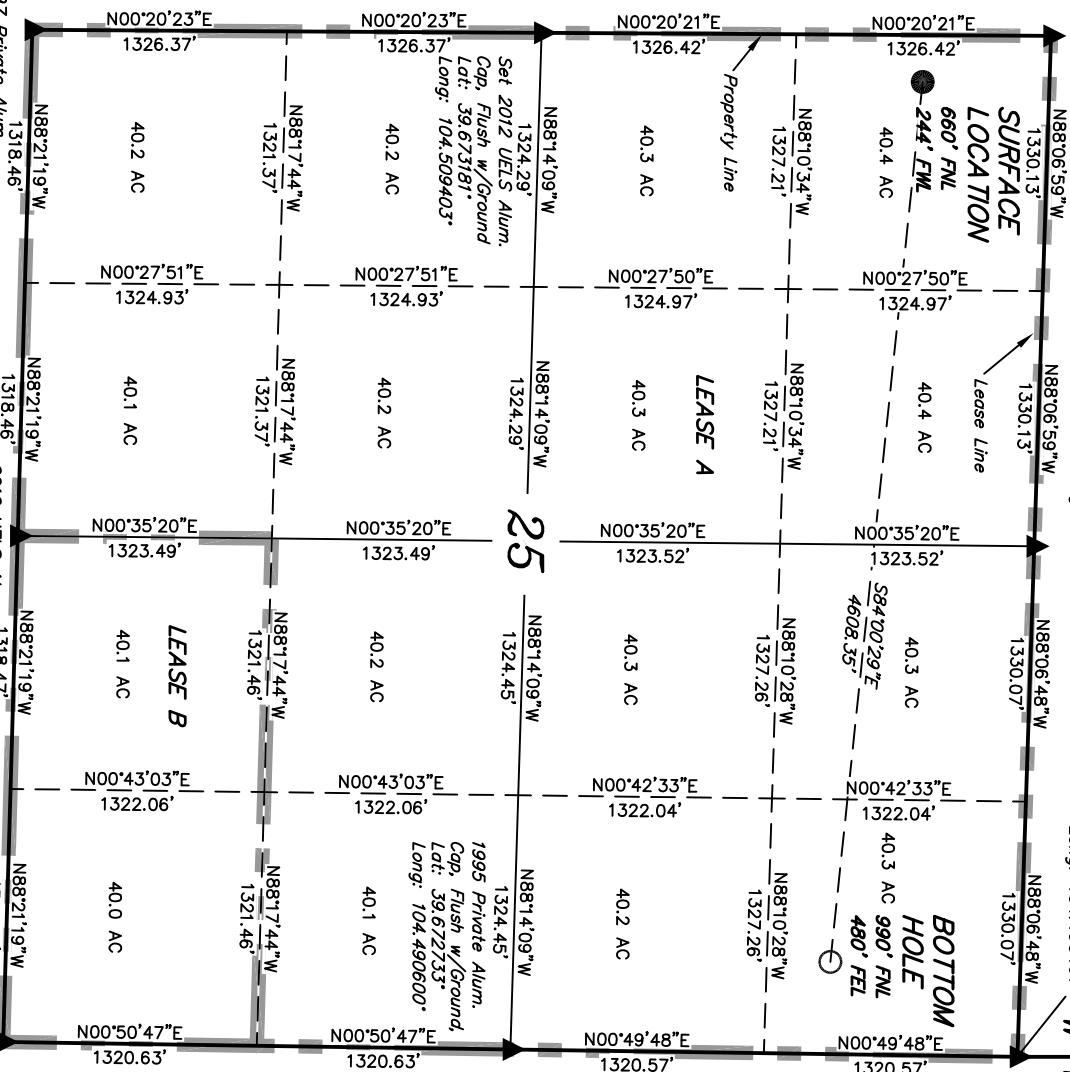 N88°06'59"W
1330.13'
N88°06'59"W
1330.13'
N88°06'48"W
1330.07'
N88°06'48"W
1330.07'
SURFACE
LOCATION
660' FNL
244' FWL
Lease Line
BOTTOM
HOLE
990' FNL
480' FEL
N00°20'21"E
1326.42'
40.4 AC
N00°27'50"E
1324.97'
40.4 AC
N00°35'20"E
1323.52'
S84°00'29"E
4608.35'
40.3 AC
N00°42'33"E
1322.04'
40.3 AC
N00°49'48"E
1320.57'
N88°10'34"W
1327.21'
N88°10'34"W
1327.21'
N88°10'28"W
1327.26'
N88°10'28"W
1327.26'
Property Line
LEASE A
N00°20'21"E
1326.42'
40.3 AC
N00°27'50"E
1324.97'
40.3 AC
N00°35'20"E
1323.52'
40.3 AC
N00°42'33"E
1322.04'
40.2 AC
N00°49'48"E
1320.57'
N88°14'09"W
1324.29'
N88°14'09"W
1324.29'
25
N88°14'09"W
1324.45'
N88°14'09"W
1324.45'
Set 2012 UELS Alum.
Cap, Flush w/Ground
Lat: 39.673181°
Long: 104.509403°
1995 Private Alum.
Cap, Flush w/Ground,
Lat: 39.672733°
Long: 104.490600°
N00°20'23"E
1326.37'
40.2 AC
N00°27'51"E
1324.93'
40.2 AC
N00°35'20"E
1323.49'
40.2 AC
N00°43'03"E
1322.06'
40.1 AC
N00°50'47"E
1320.63'
N88°17'44"W
1321.37'
N88°17'44"W
1321.37'
N88°17'44"W
1321.46'
N88°17'44"W
1321.46'
LEASE B
N00°20'23"E
1326.37'
40.2 AC
N00°27'51"E
1324.93'
40.1 AC
N00°35'20"E
1323.49'
40.1 AC
N00°43'03"E
1322.06'
40.0 AC
N00°50'47"E
1320.63'
N88°21'19"W
1318.46'
N88°21'19"W
1318.46'
N88°21'19"W
1318.47'
N88°21'19"W
Private Alum.